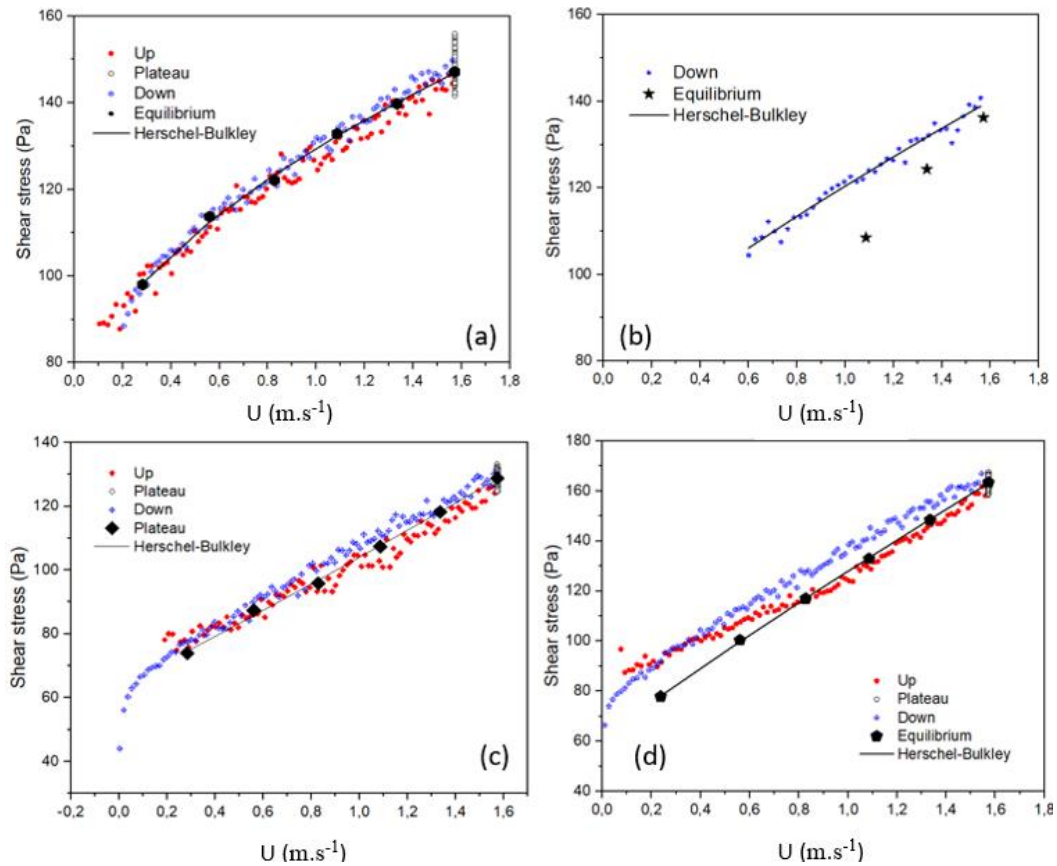 160
140
120
100
80
Shear stress (Pa)
Up
Plateau
Down
Equilibrium
Herschel-Bulkley
(a)
0,0 0,2 0,4 0,6 0,8 1,0 1,2 1,4 1,6 1,8
U (m.s-1)
160
140
120
100
80
Shear stress (Pa)
Down
Equilibrium
Herschel-Bulkley
(b)
0,0 0,2 0,4 0,6 0,8 1,0 1,2 1,4 1,6 1,8
U (m.s-1)
140
120
100
80
60
40
Shear stress (Pa)
Up
Plateau
Down
Plateau
Herschel-Bulkley
(c)
-0,2 0,0 0,2 0,4 0,6 0,8 1,0 1,2 1,4 1,6
U (m.s-1)
180
160
140
120
100
80
60
40
Shear stress (Pa)
Up
Plateau
Down
Equilibrium
Herschel-Bulkley
(d)
0,0 0,2 0,4 0,6 0,8 1,0 1,2 1,4 1,6 1,8
U (m.s-1)